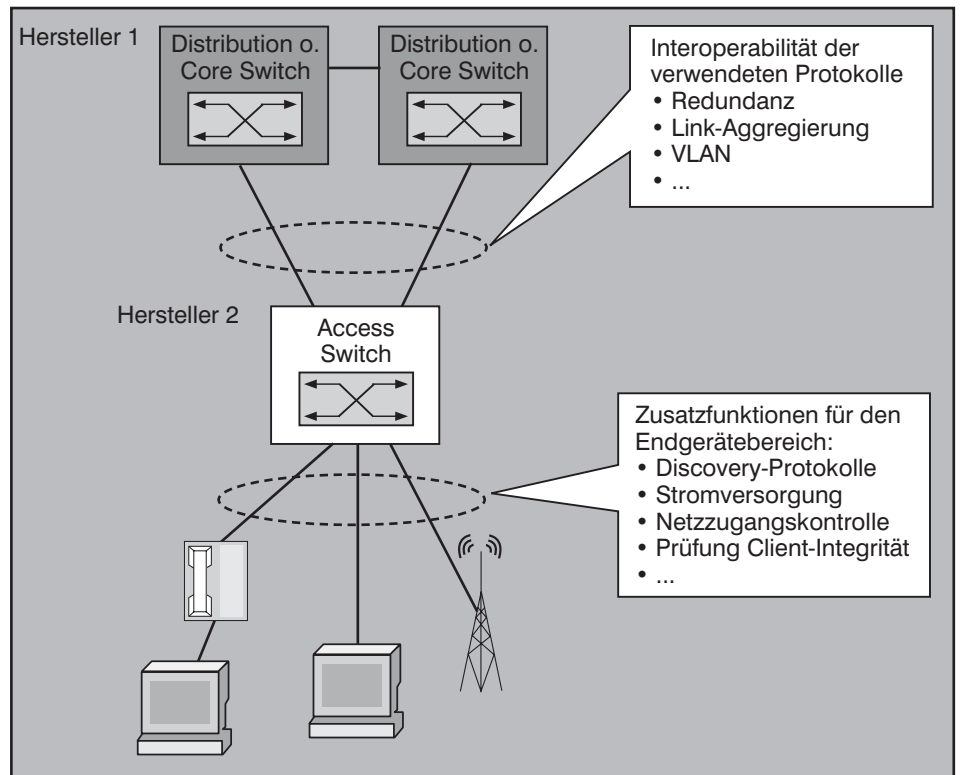 Hersteller 1
Distribution o.
Core Switch
Distribution o.
Core Switch
Interoperabilität der
verwendeten Protokolle
• Redundanz
• Link-Aggregierung
• VLAN
• ...
Hersteller 2
Access
Switch
Zusatzfunktionen für den
Endgerätebereich:
• Discovery-Protokolle
• Stromversorgung
• Netzzugangskontrolle
• Prüfung Client-Integrität
• ...